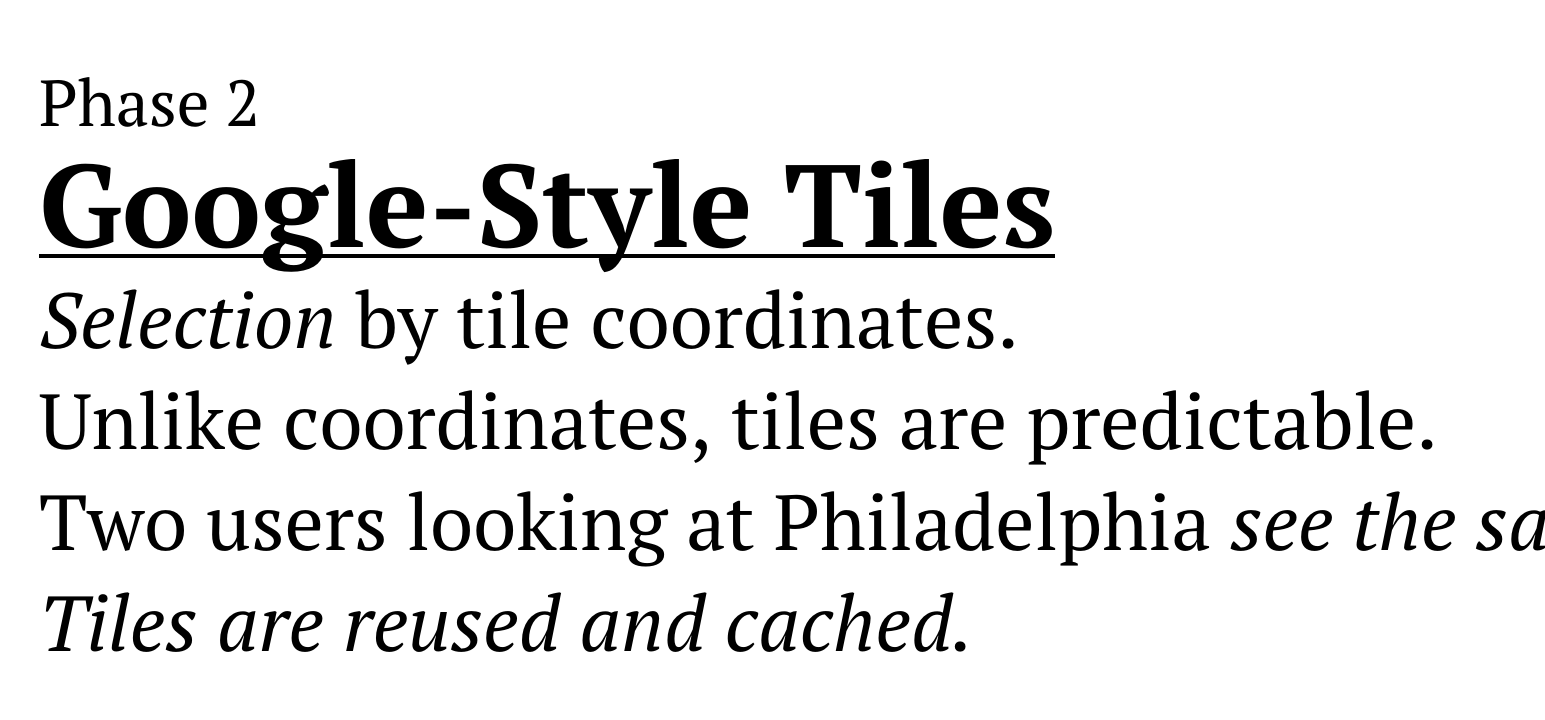 Phase 2
Google-Style Tiles
Selection by tile coordinates.
Unlike coordinates, tiles are predictable.
Two users looking at Philadelphia see the sa
Tiles are reused and cached.